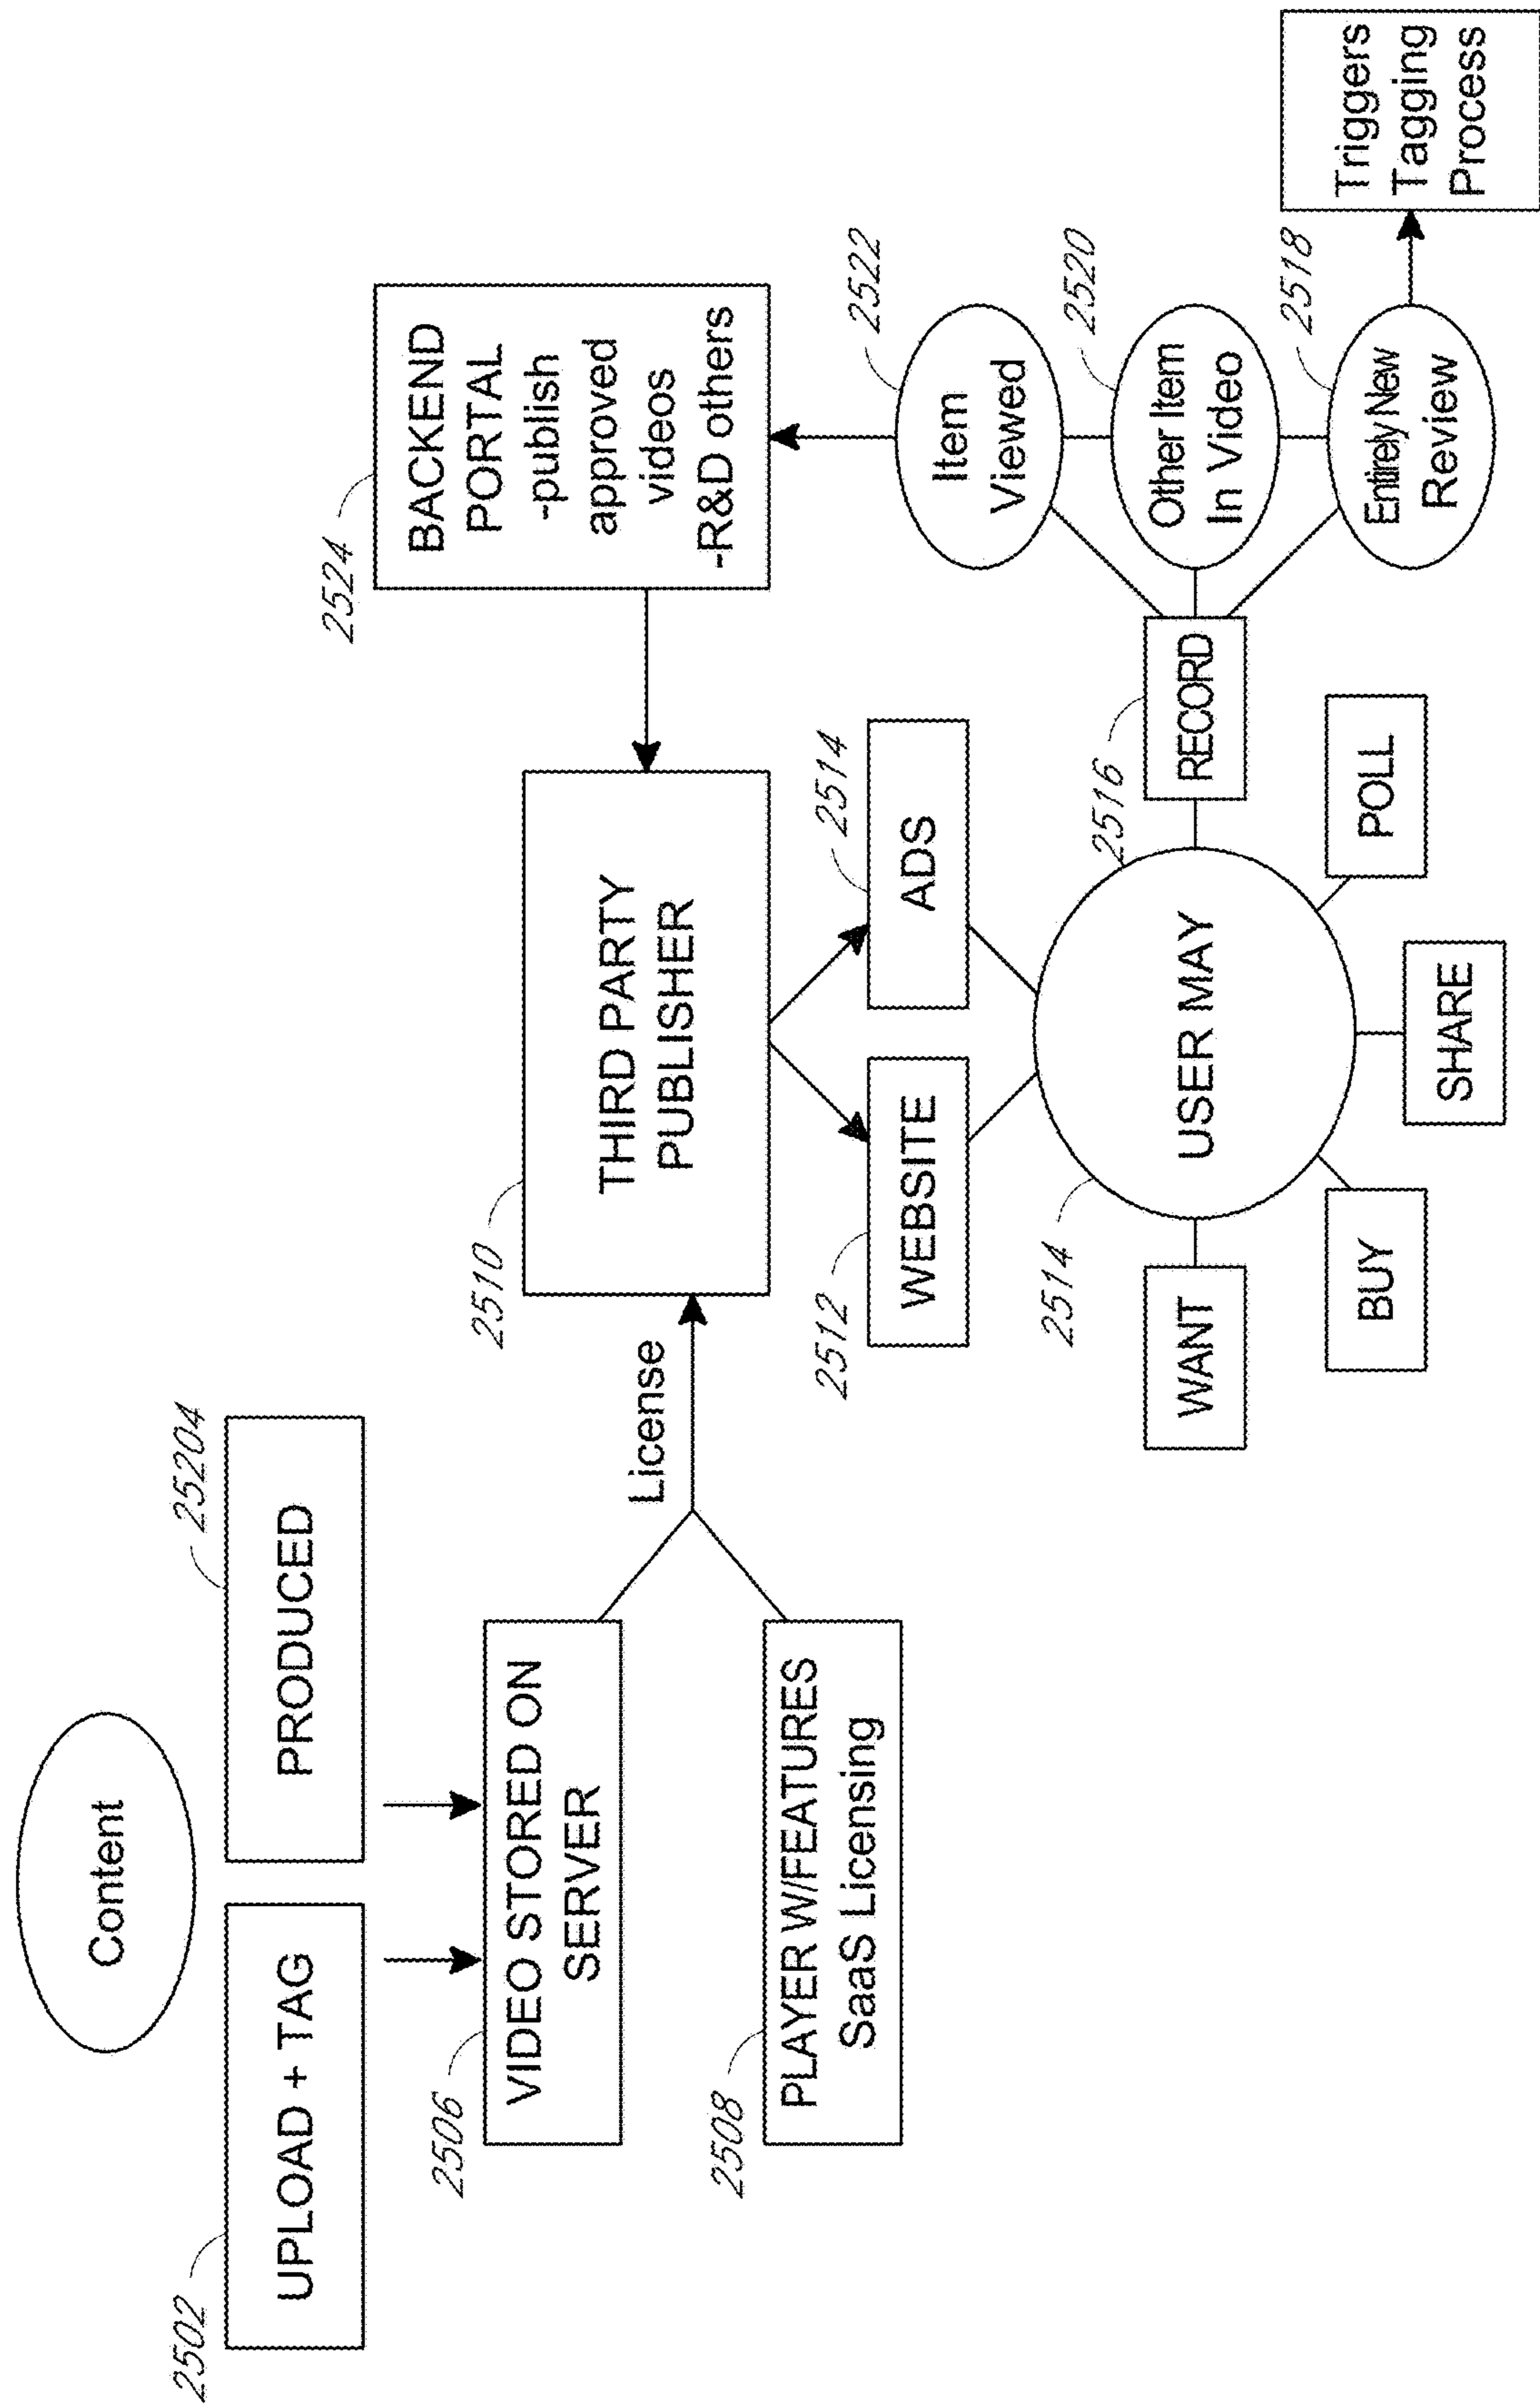 Content
2502
UPLOAD + TAG
25204
PRODUCED
2506
VIDEO STORED ON
SERVER
2508
PLAYER W/FEATURES
SaaS Licensing
License
2510
THIRD PARTY
PUBLISHER
2524
BACKEND
PORTAL
-publish
approved
videos
-R&D others
2512
WEBSITE
2514
ADS
2514
USER MAY
WANT
BUY
SHARE
POLL
2516
RECORD
2522
Item
Viewed
2520
Other Item
In Video
2518
Entirely New
Review
Triggers
Tagging
Process